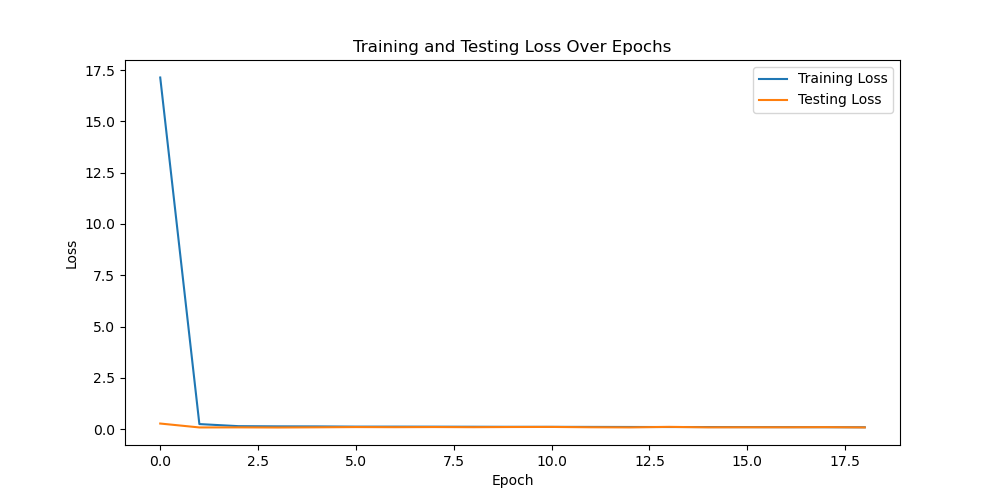 Training and Testing Loss Over Epochs
17.5
15.0
12.5
10.0
7.5
5.0
2.5
0.0
Loss
Training Loss
Testing Loss
0.0 2.5 5.0 7.5 10.0 12.5 15.0 17.5
Epoch